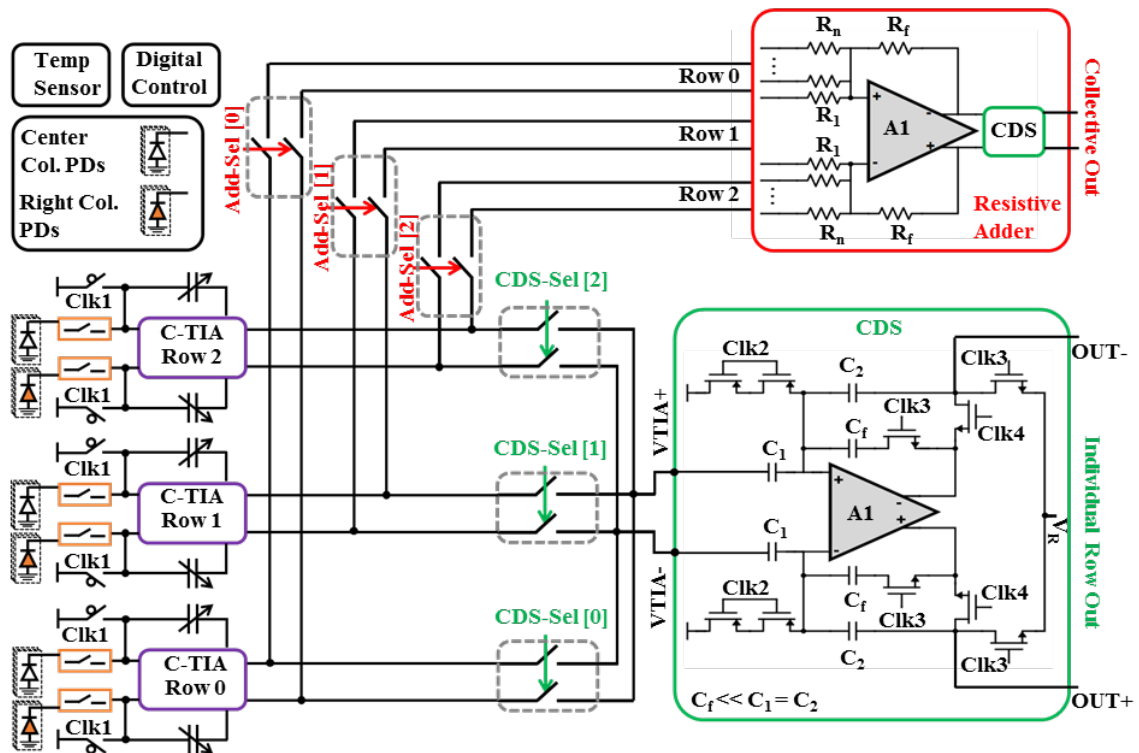 Temp
Sensor
Digital
Control
Center
Col. PDs
Right Col.
PDs
Add-Sel [0]
Add-Sel [1]
Add-Sel [2]
Row 0
Row 1
Row 2
Rn
Rf
R1
R1
Rn
Rf
+
-
A1
-
+
CDS
Resistive
Adder
Collective Out
Clk1
C-TIA
Row 2
Clk1
Clk1
C-TIA
Row 1
Clk1
Clk1
C-TIA
Row 0
Clk1
CDS-Sel [2]
CDS-Sel [1]
CDS-Sel [0]
VTIA+
VTIA-
CDS
Clk2
C2
Clk3
OUT-
Clk3
Cf
Clk4
C1
+
-
A1
-
+
VR
C1
Clk2
Cf
Clk3
Clk4
C2
Clk3
Cf << C1 = C2
OUT+
Individual Row Out